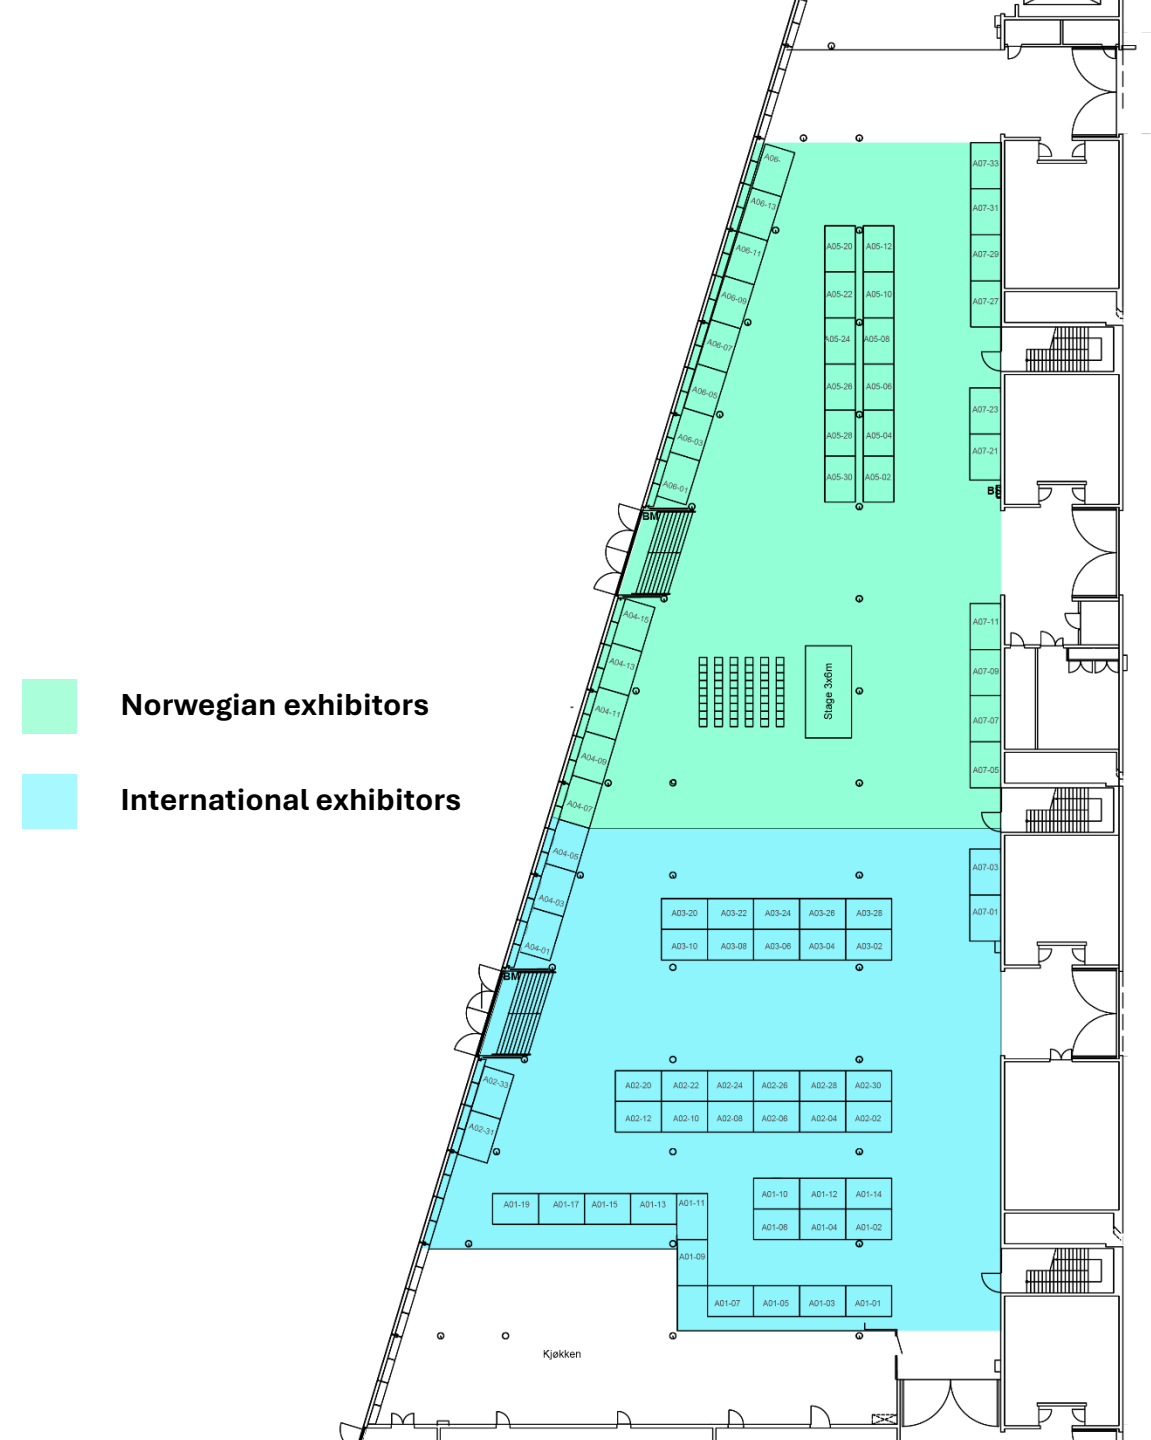 A06-
A07-33
A06-13
A07-31
A06-11
A05-20 A05-12
A07-29
A06-09
A05-22 A05-10
A07-27
A06-07
A05-24 A05-08
A06-05
A05-26 A05-06
A07-23
A06-03
A05-28 A05-04
A07-21
A06-01
A05-30 A05-02
BM
A04-15
A07-11
A04-13
A07-09
A04-11
Stage 3x6m
A07-07
Norwegian exhibitors
A04-09
A07-05
International exhibitors
A04-07
A04-05
A07-03
A04-03
A03-20 A03-22 A03-24 A03-26 A03-28
A07-01
A04-01
A03-10 A03-08 A03-06 A03-04 A03-02
BM
A02-33
A02-20 A02-22 A02-24 A02-26 A02-28 A02-30
A02-31
A02-12 A02-10 A02-08 A02-06 A02-04 A02-02
A01-10 A01-12 A01-14
A01-19 A01-17 A01-15 A01-13 A01-11
A01-06 A01-04 A01-02
A01-09
A01-07 A01-05 A01-03 A01-01
Kjøkken